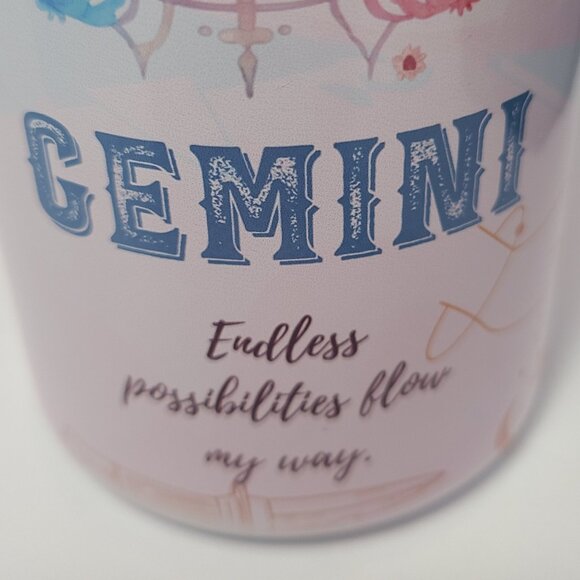 GEMINI
Endless
possibilities flow
my way.